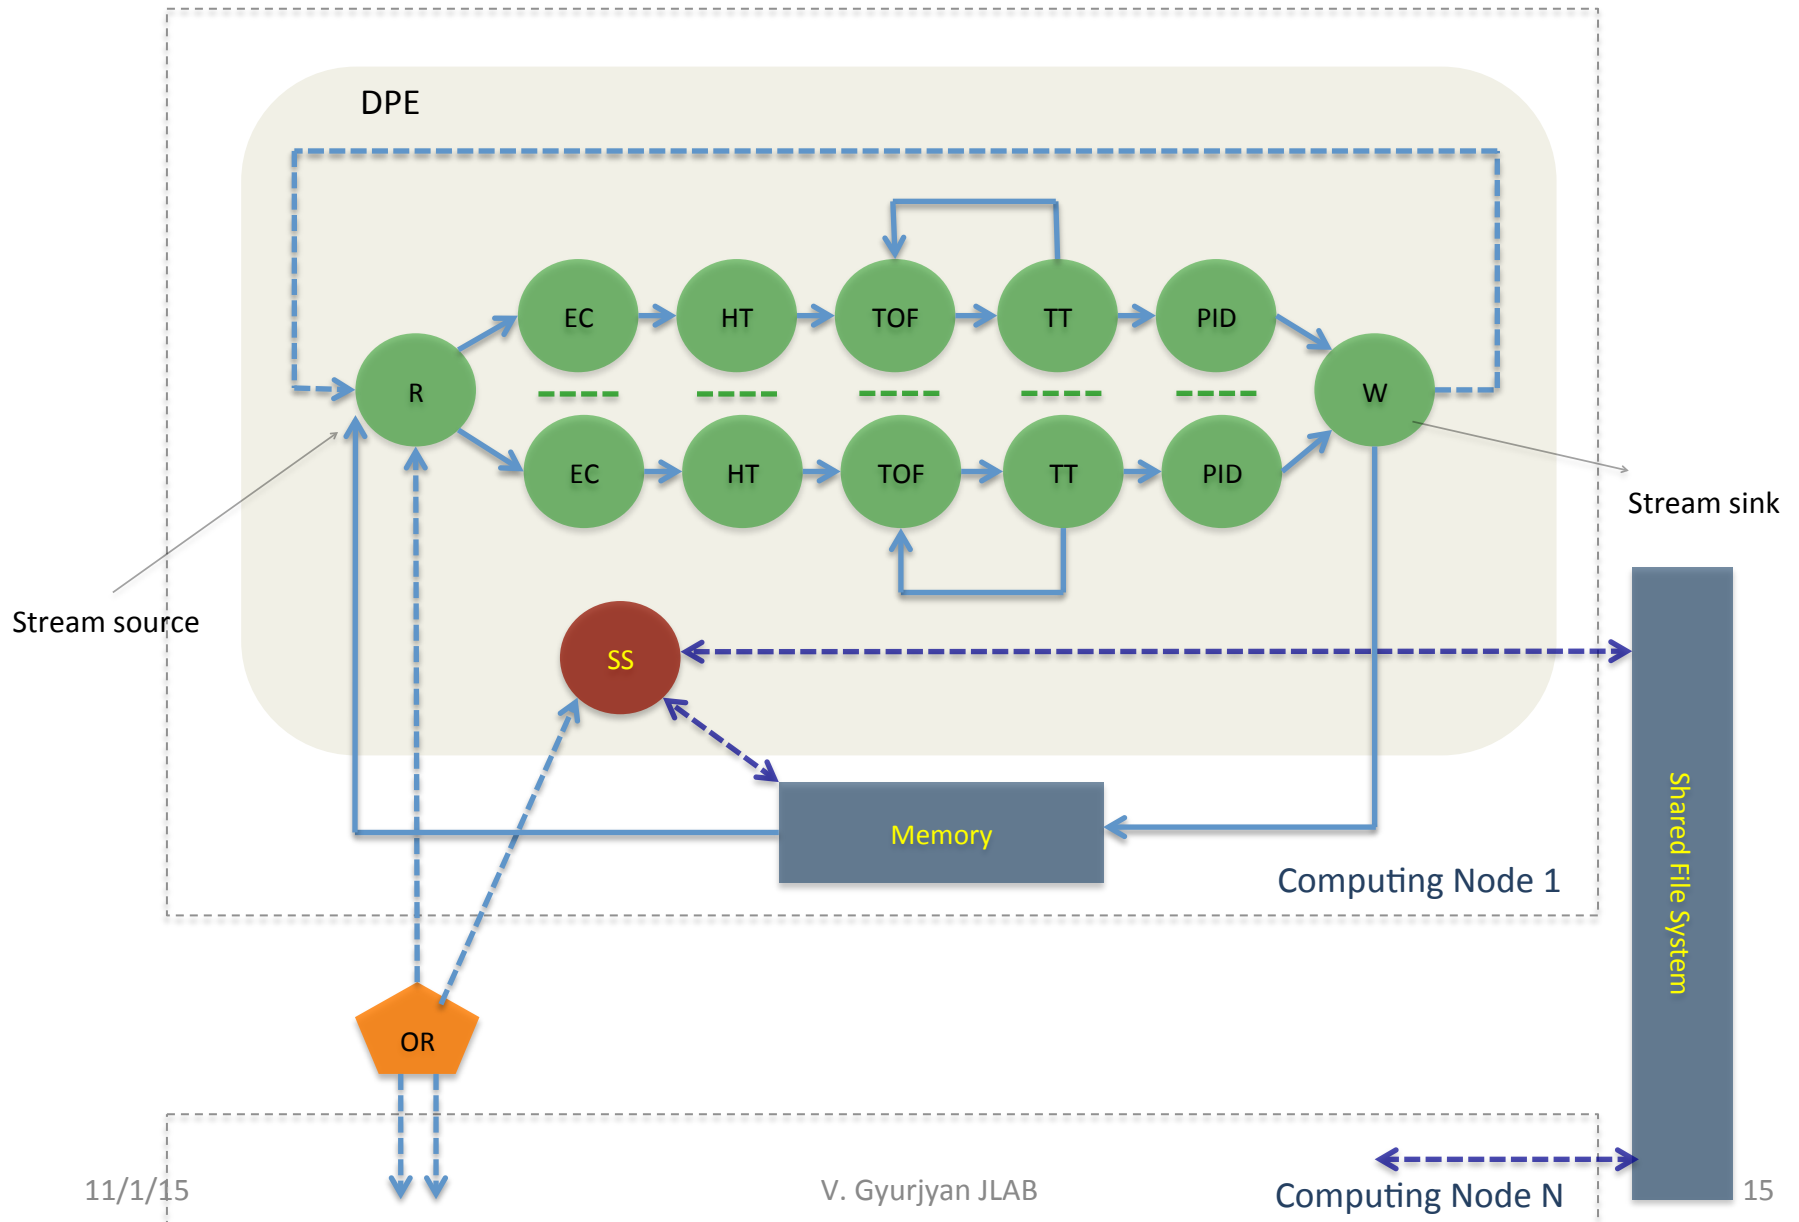 DPE
EC HT TOF TT PID
R
W
EC HT TOF TT PID
Stream sink
Stream source
SS
Shared File System
Memory
Computing Node 1
OR
11/1/15
V. Gyurjyan JLAB
Computing Node N
15